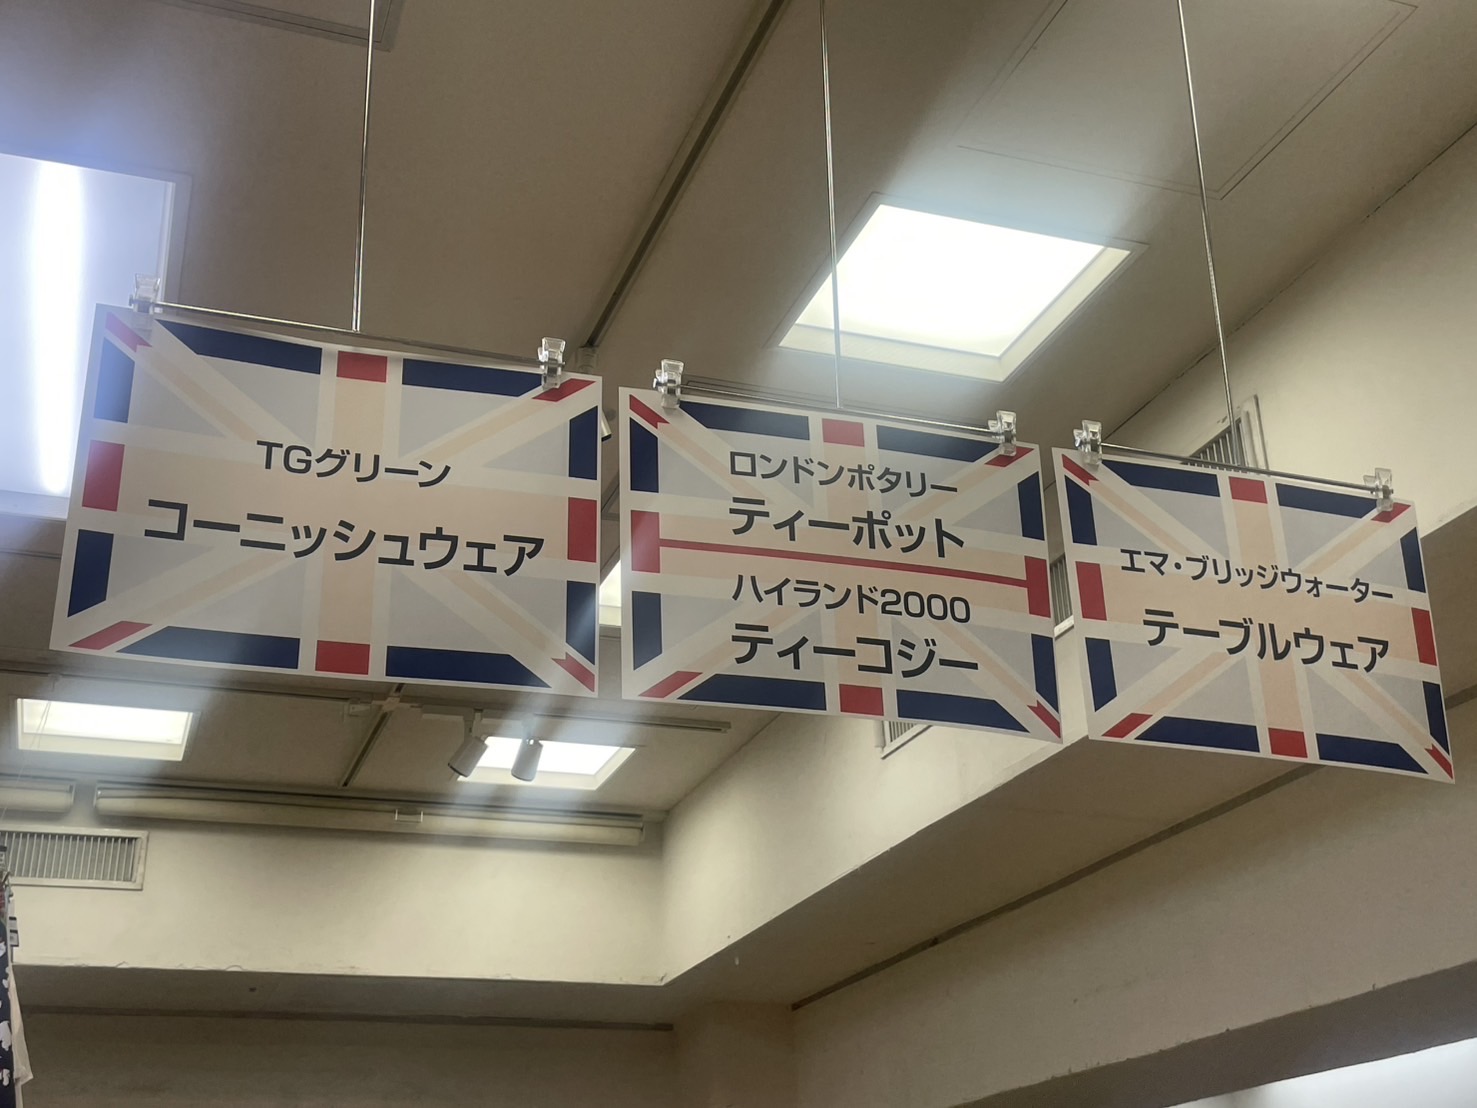 TGグリーン
コーニッシュウェア
ロンドンポタリー
ティーポット
ハイランド2000
ティーコジー
エマ・ブリッジウォーター
テーブルウェア